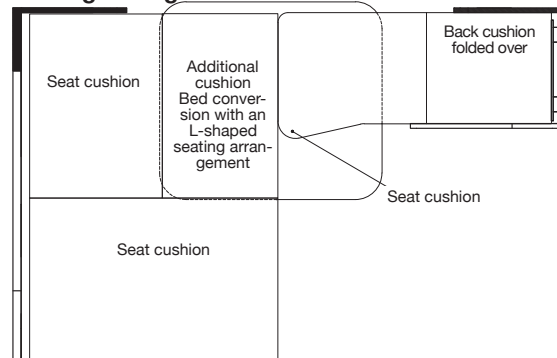 Seat cushion
Additional
cushion
Bed conver-
sion with an
L-shaped
seating arran-
gement
Back cushion
folded over
Seat cushion
Seat cushion